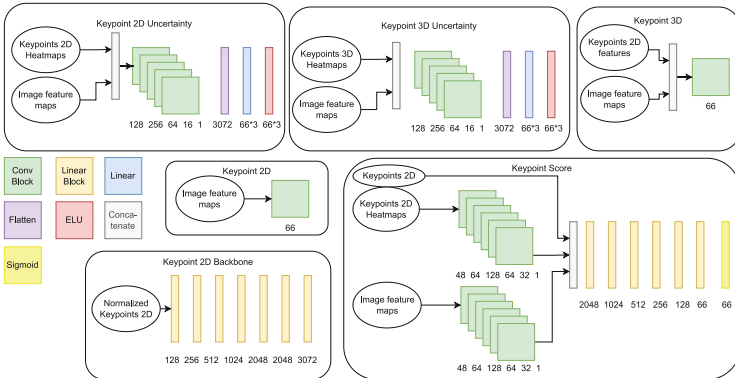 Keypoint 2D Uncertainty
Keypoints 2D
Heatmaps
Image feature
maps
128 256 64 16 1 3072 66*3 66*3
Keypoint 3D Uncertainty
Keypoints 3D
Heatmaps
Image feature
maps
128 256 64 16 1 3072 66*3 66*3
Keypoint 3D
Keypoints 2D
features
Image feature
maps
66
Conv
Block
Linear
Block
Linear
Flatten
ELU
Conca-
tenate
Sigmoid
Keypoint 2D
Image feature
maps
66
Keypoint 2D Backbone
Normalized
Keypoints 2D
128 256 512 1024 2048 2048 3072
Keypoint Score
Keypoints 2D
Keypoints 2D
Heatmaps
48 64 128 64 32 1
Image feature
maps
48 64 128 64 32 1
2048 1024 512 256 128 66 66